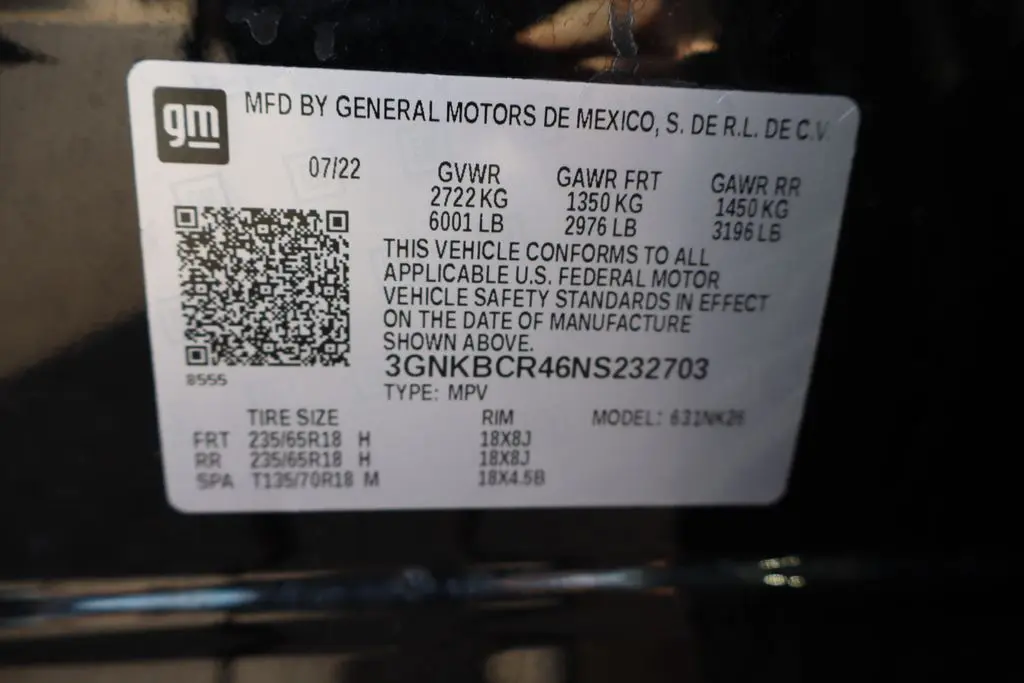 gm
MFD BY GENERAL MOTORS DE MEXICO, S. DE R.L. DE C.V.
07/22
GVWR GAWR FRT GAWR RR
2722 KG 1350 KG 1450 KG
6001 LB 2976 LB 3196 LB
THIS VEHICLE CONFORMS TO ALL
APPLICABLE U.S. FEDERAL MOTOR
VEHICLE SAFETY STANDARDS IN EFFECT
ON THE DATE OF MANUFACTURE
SHOWN ABOVE.
3GNKBCR46NS232703
8555
TYPE: MPV
TIRE SIZE RIM MODEL: 631NK26
FRT 235/65R18 H 18X8J
RR 235/65R18 H 18X8J
SPA T135/70R18 M 18X4.5B